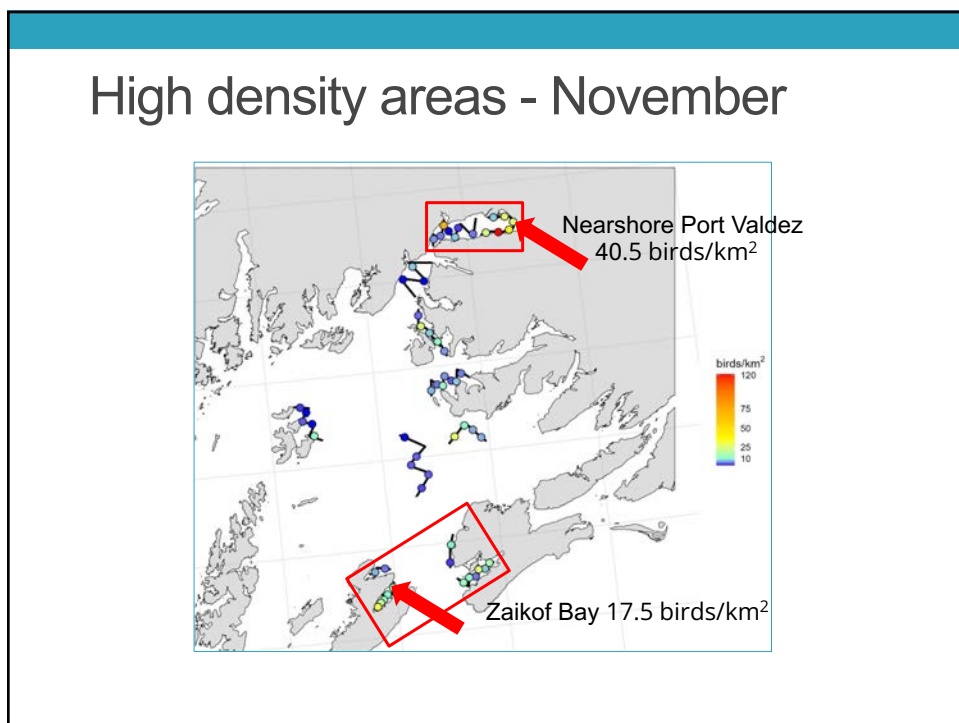 High density areas - November
Nearshore Port Valdez
40.5 birds/km²
birds/km²
120
75
50
25
10
Zaikof Bay 17.5 birds/km²